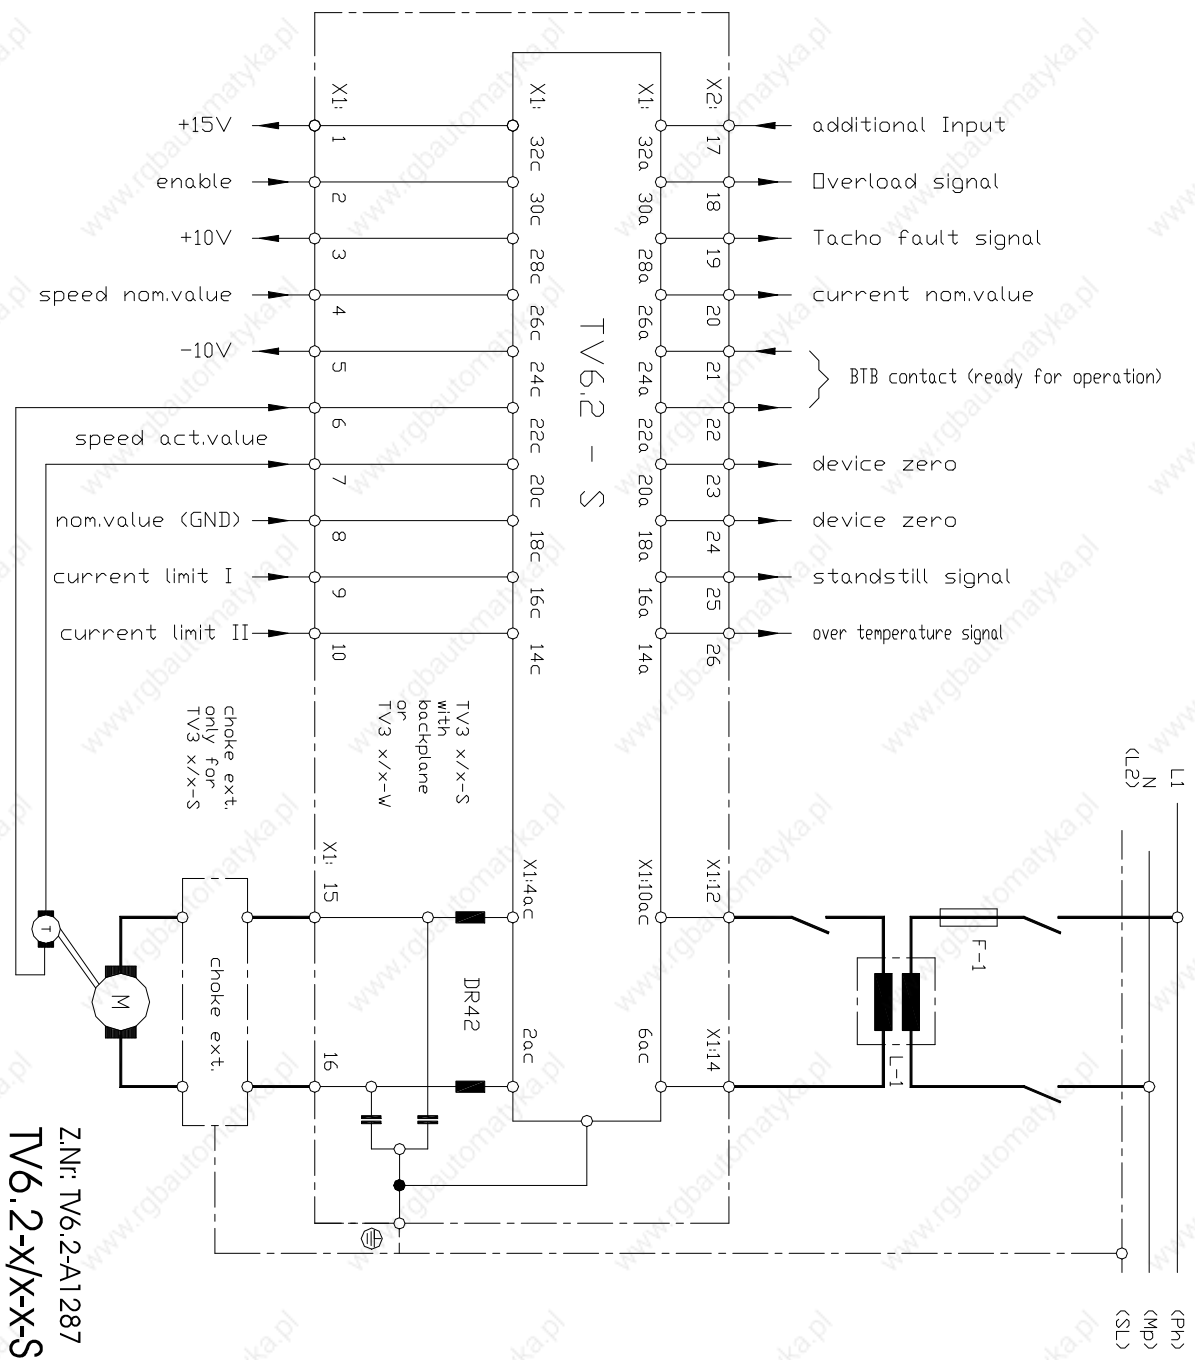 X1:
X1:
X1:
X2:
+15V
1
32c
32a
17
additional Input
enable
2
30c
30a
18
Overload signal
+10V
3
28c
28a
19
Tacho fault signal
speed nom.value
4
26c
26a
20
current nom.value
-10V
5
24c
24a
21
BTB contact (ready for operation)
6
22c
22a
22
speed act.value
7
20c
20a
23
device zero
nom.value (GND)
8
18c
18a
24
device zero
current limit I
9
16c
16a
25
standstill signal
current limit II
10
14c
14a
26
over temperature signal
TV6.2 - S
choke ext.
only for
TV3 x/x-S
TV3 x/x-S
with
backplane
or
TV3 x/x-W
L1
N
(L2)
X1: 15
X1:4ac
X1:10ac
X1:12
F-1
T
M
choke ext.
DR42
16
2ac
6ac
X1:14
L-1
(Ph)
(Mp)
(SL)
Z.Nr: TV6.2-A1287
TV6.2-x/x-x-S
www.rgbautomatyka.pl